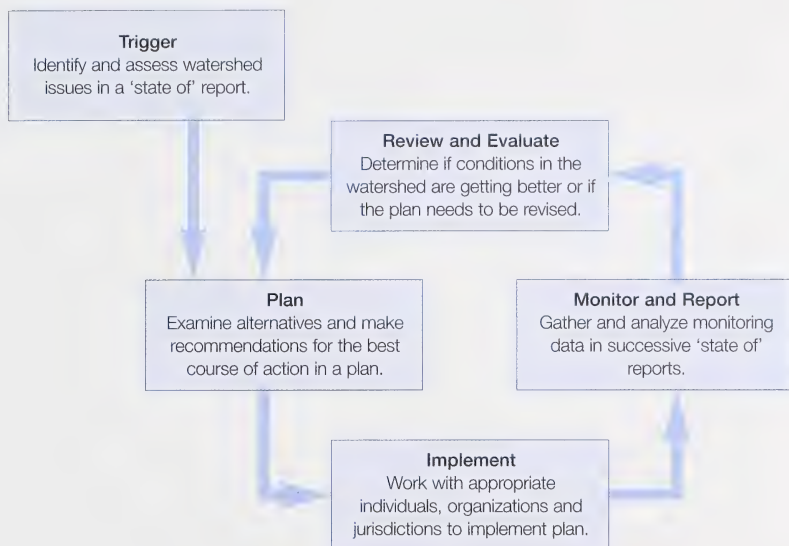 Trigger
Identify and assess watershed
issues in a ‘state of’ report.
Review and Evaluate
Determine if conditions in the
watershed are getting better or if
the plan needs to be revised.
Plan
Examine alternatives and make
recommendations for the best
course of action in a plan.
Monitor and Report
Gather and analyze monitoring
data in successive ‘state of’
reports.
Implement
Work with appropriate
individuals, organizations and
jurisdictions to implement plan.